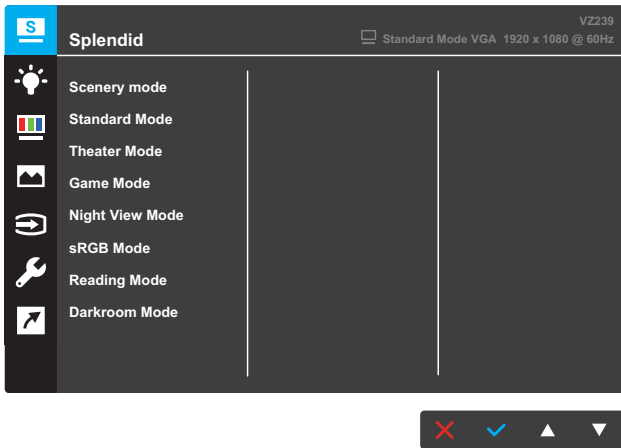 S
VZ239
Splendid
Standard Mode VGA 1920 x 1080 @ 60Hz
Scenery mode
Standard Mode
Theater Mode
Game Mode
Night View Mode
sRGB Mode
Reading Mode
Darkroom Mode